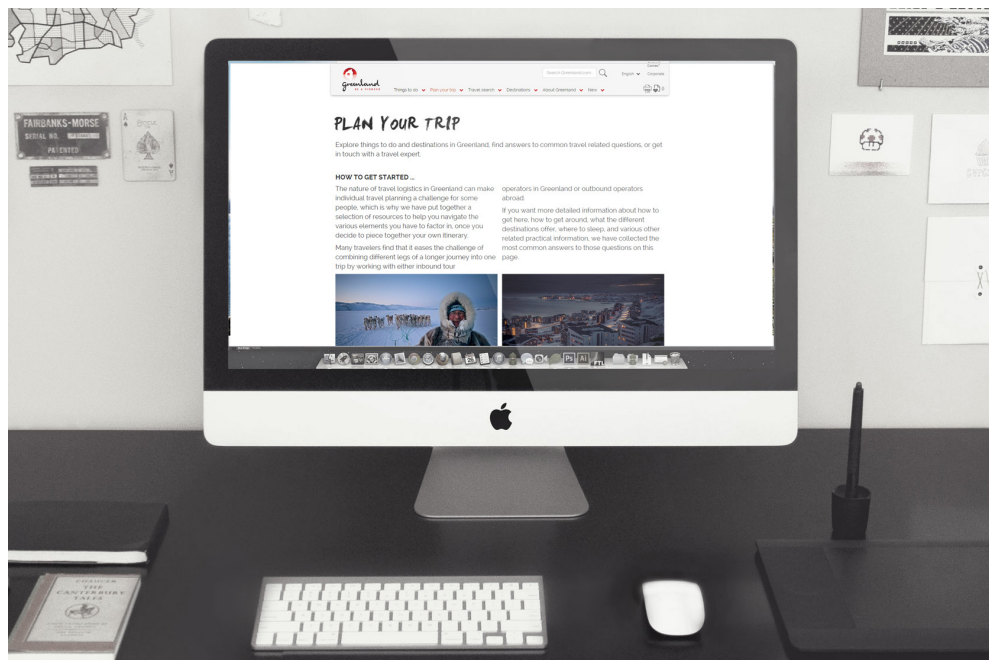 FAIRBANKS-MORSE
SERIAL NO.
PATENTED
A
greenland
BE A PIONEER
Search Greenland.com
English
Corporate
Things to do
Plan your trip
Travel search
Destinations
About Greenland
New
0
PLAN YOUR TRIP
Explore things to do and destinations in Greenland, find answers to common travel related questions, or get
in touch with a travel expert.
HOW TO GET STARTED ...
The nature of travel logistics in Greenland can make
individual travel planning a challenge for some
people, which is why we have put together a
selection of resources to help you navigate the
various elements you have to factor in, once you
decide to piece together your own itinerary.
Many travelers find that it eases the challenge of
combining different legs of a longer journey into one
trip by working with either inbound tour
operators in Greenland or outbound operators
abroad.
If you want more detailed information about how to
get here, how to get around, what the different
destinations offer, where to sleep, and various other
related practical information, we have collected the
most common answers to those questions on this
page.
Ps
Ai
FTL
CHAUCER
THE
CANTERBURY
TALES